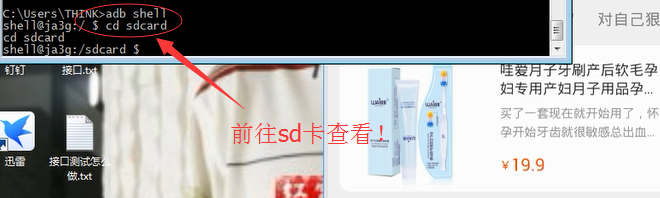 C:\Users\THINK>adb shell
shell@ja3g:/ $ cd sdcard
cd sdcard
shell@ja3g:/sdcard $
对自己狠
钉钉
接口.txt
前往sd卡查看！
迅雷
接口测试怎么
做.txt
哇爱月子牙刷产后软毛孕
妇专用产妇月子用品孕...
买了一套现在就开始用了，怀
孕开始牙齿就很敏感总出血...
¥19.9